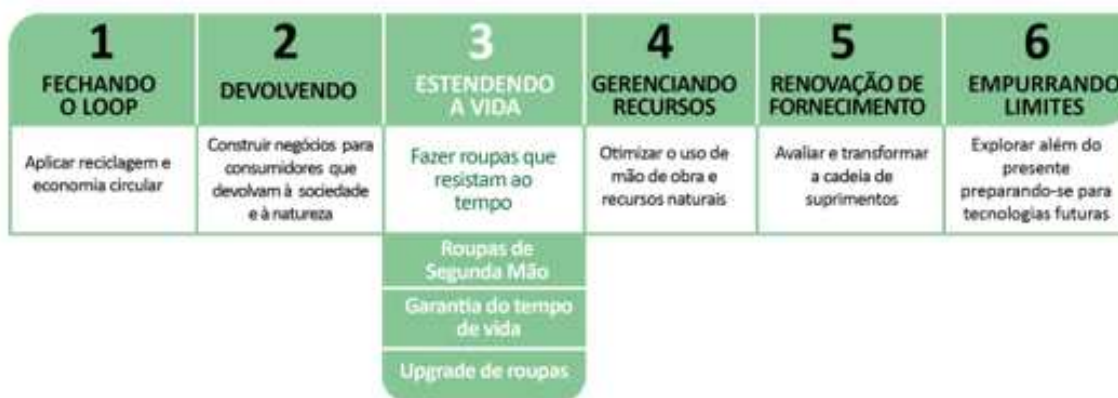 1
FECHANDO
O LOOP
Aplicar reciclagem e
economia circular
2
DEVOLVENDO
Construir negócios para
consumidores que
devolvam à sociedade
e à natureza
3
ESTENDENDO
A VIDA
Fazer roupas que
resistam ao
tempo
Roupas de
Segunda Mão
Garantia do tempo
de vida
Upgrade de roupas
4
GERENCIANDO
RECURSOS
Otimizar o uso de
mão de obra e
recursos naturais
5
RENOVAÇÃO DE
FORNECIMENTO
Avaliar e transformar
a cadeia de
suprimentos
6
EMPURRANDO
LIMITES
Explorar além do
presente
preparando-se para
tecnologias futuras